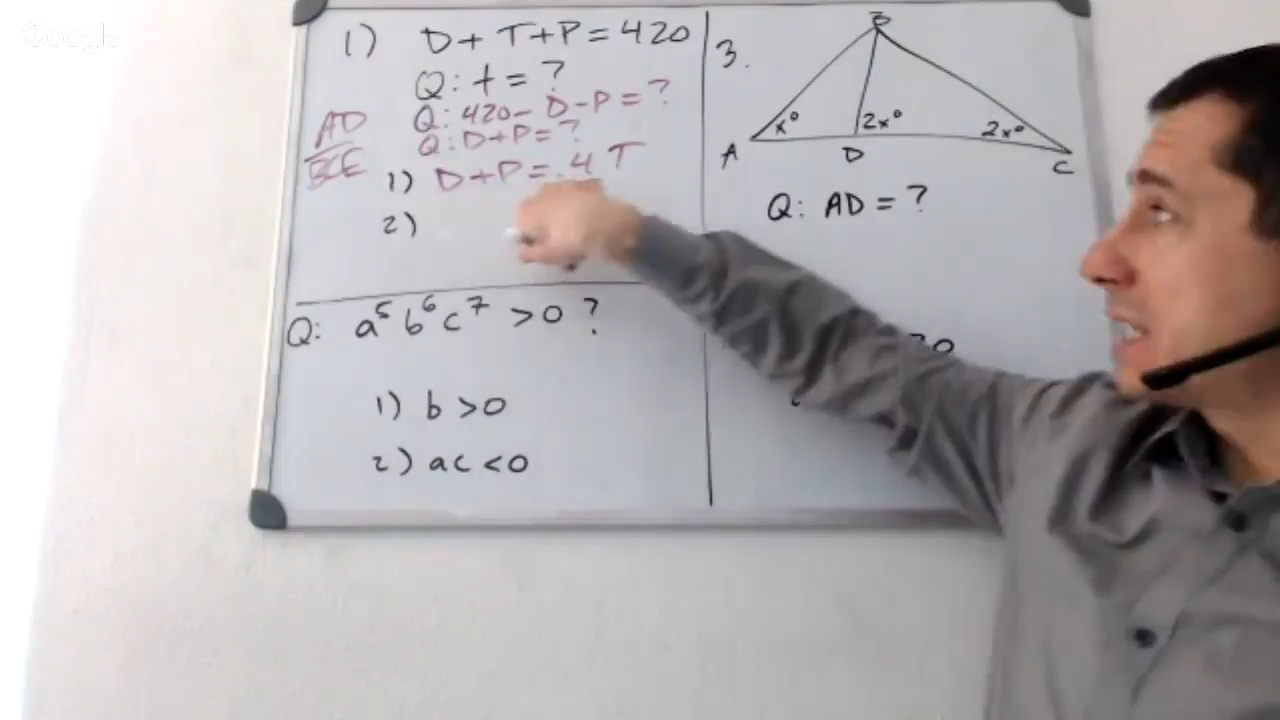 Google
1) D + T + P = 420
Q: t = ?
Q: 420 - D - P = ?
Q: D + P = ?
AD
BCE
1) D + P = .4 T
2)
Q: a⁵ b⁶ c⁷ > 0 ?
1) b > 0
2) ac < 0
3.
B
x°
2x°
2x°
A
D
C
Q: AD = ?